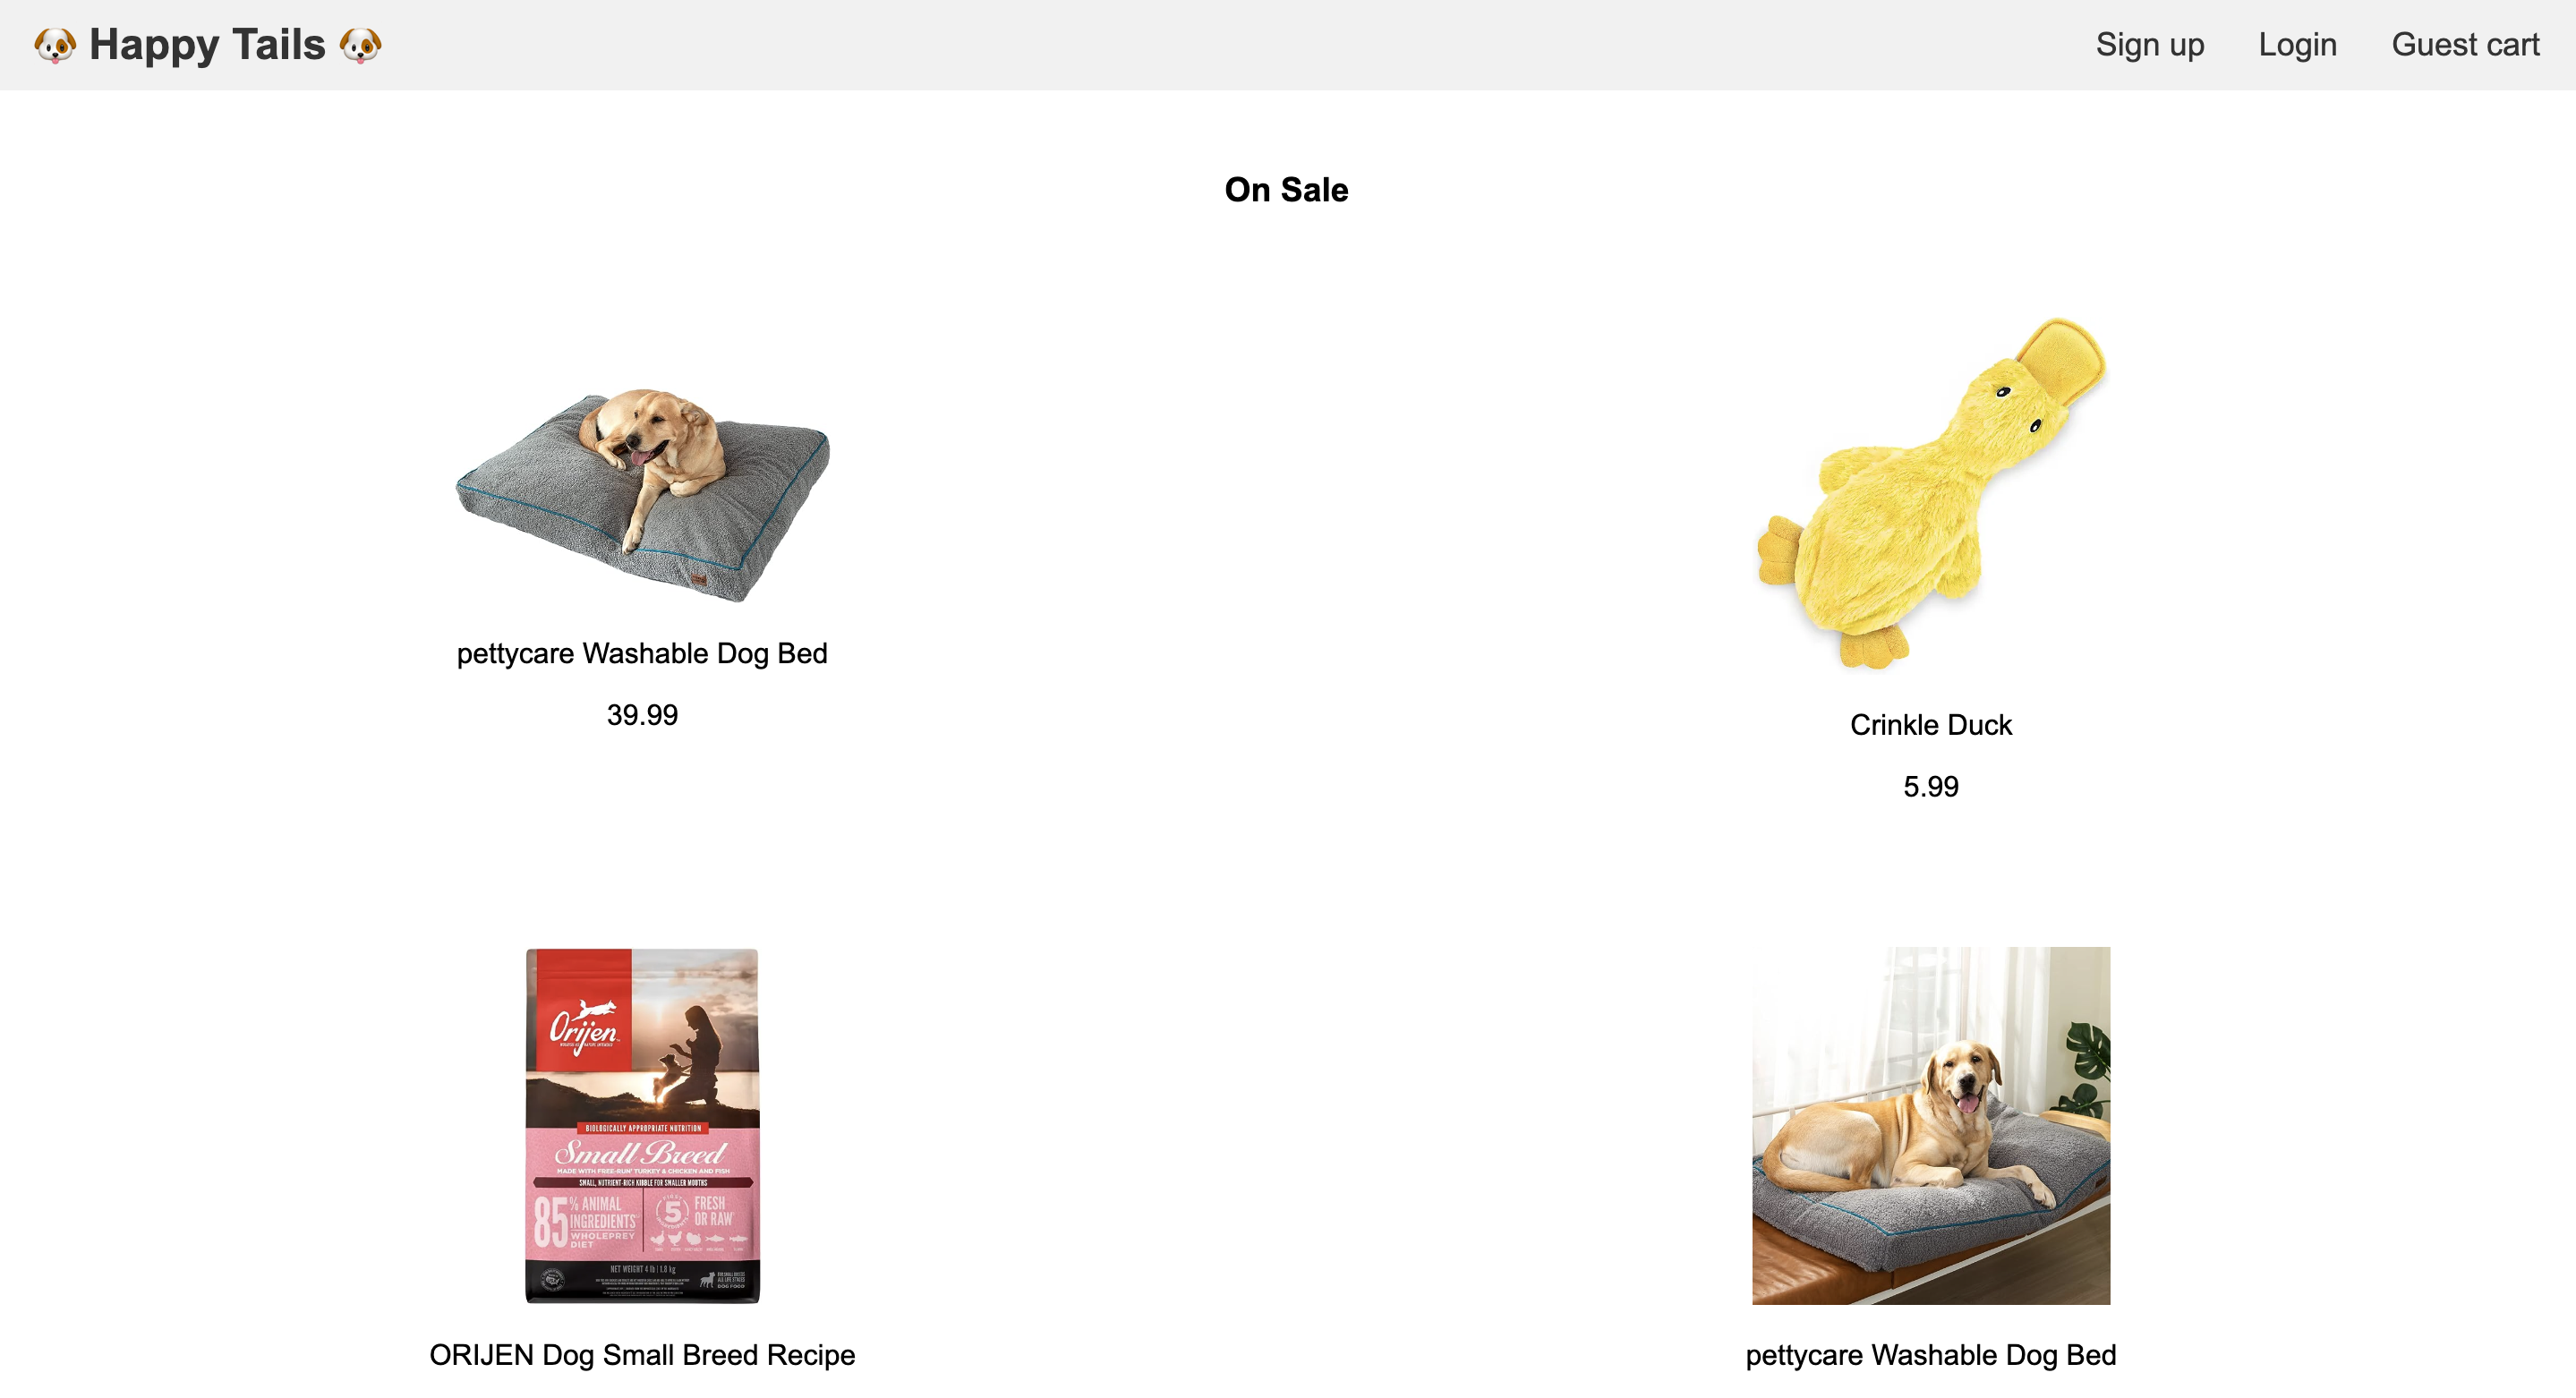 Happy Tails
Sign up
Login
Guest cart
On Sale
pettycare Washable Dog Bed
39.99
Crinkle Duck
5.99
Orijen
BIOLOGICALLY APPROPRIATE NUTRITION
Small Breed
MADE WITH FREE-RUN TURKEY & CHICKEN AND FISH
SMALL, NUTRIENT-RICH KIBBLE FOR SMALLER MOUTHS
85% ANIMAL INGREDIENTS
WHOLEPREY DIET
FIRST 5
FRESH OR RAW
NET WEIGHT 4 lb | 1.8 kg
DOG FOOD
ORIJEN Dog Small Breed Recipe
pettycare Washable Dog Bed